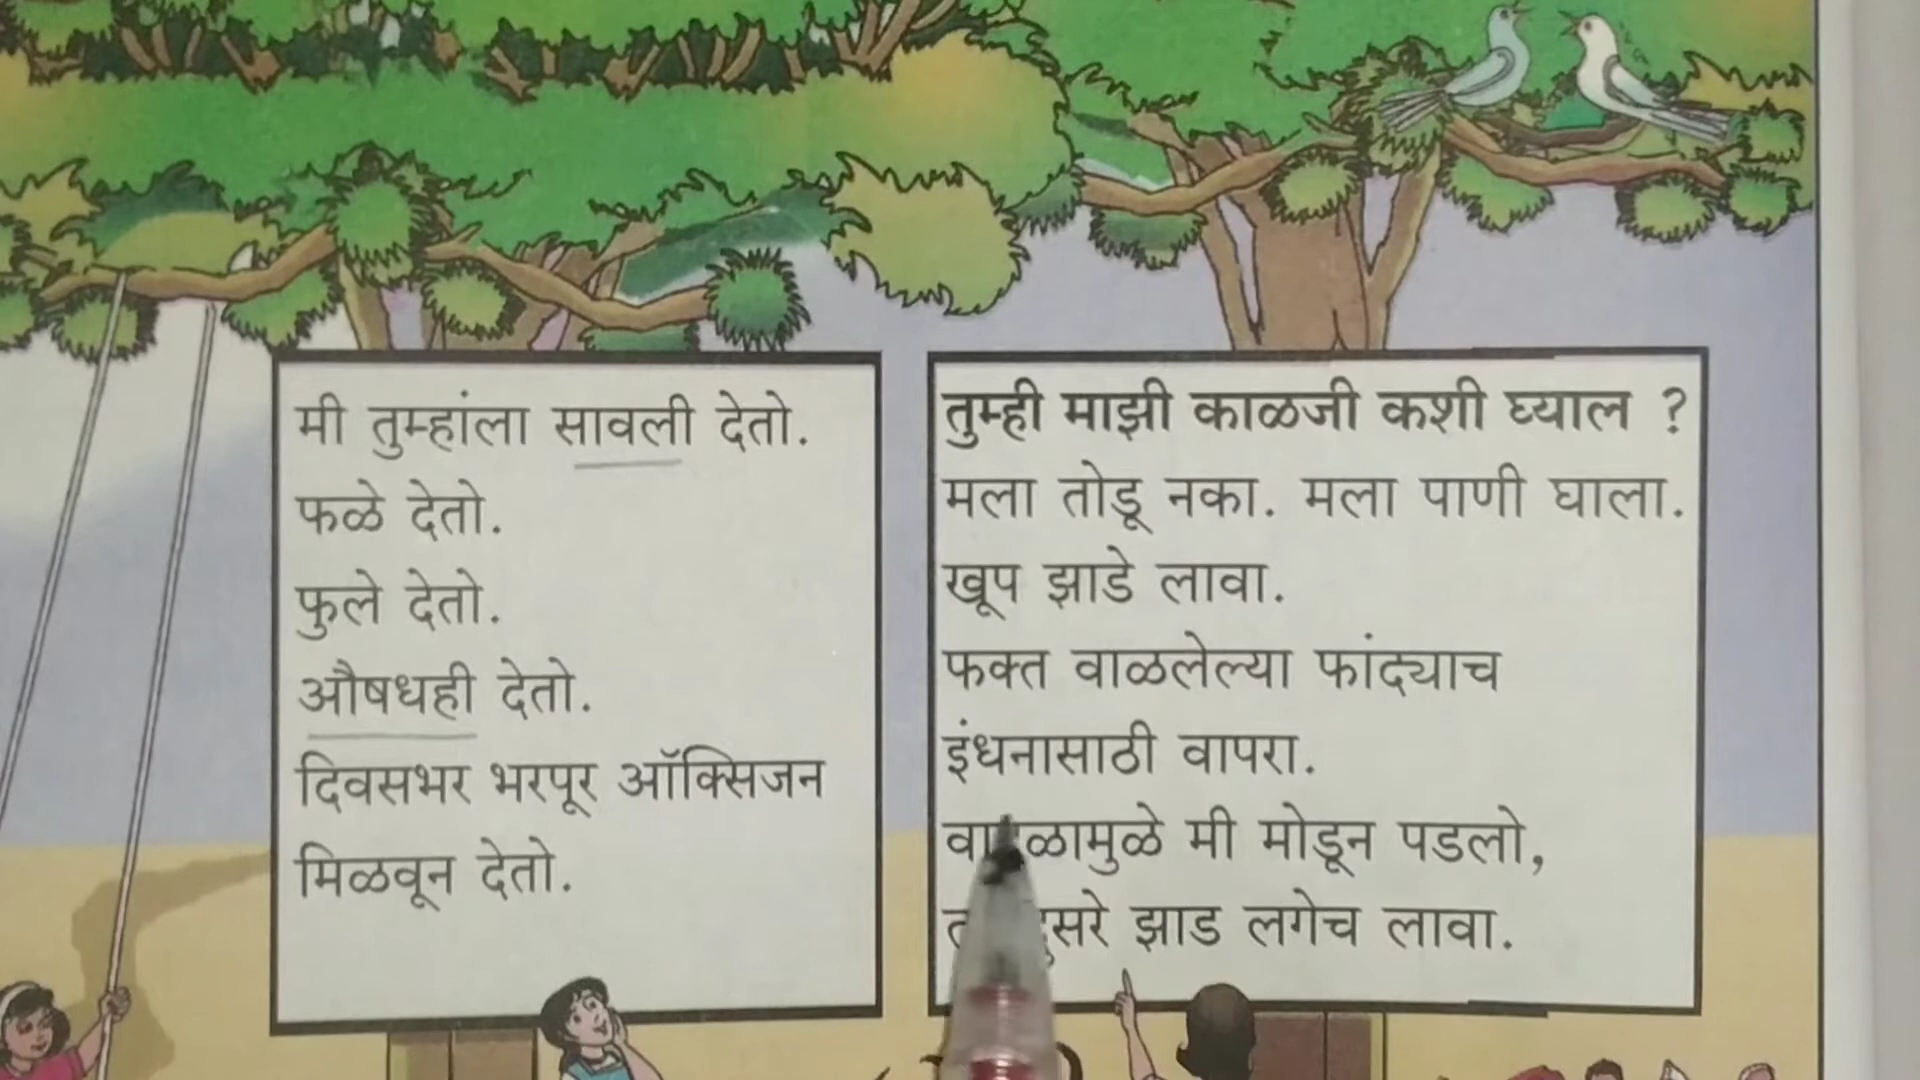 मी तुम्हांला सावली देतो.
फळे देतो.
फुले देतो.
औषधही देतो.
दिवसभर भरपूर ऑक्सिजन
मिळवून देतो.
तुम्ही माझी काळजी कशी घ्याल ?
मला तोडू नका. मला पाणी घाला.
खूप झाडे लावा.
फक्त वाळलेल्या फांद्याच
इंधनासाठी वापरा.
मी मोडून पडलो,
झाड लगेच लावा.